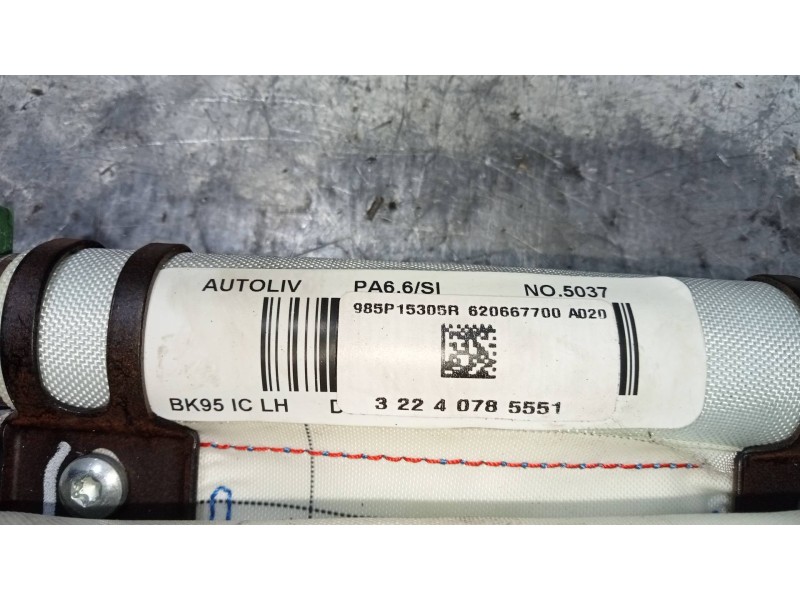 AUTOLIV PA6.6/SI NO.5037
985P15305R 620667700 A020
BK95 IC LH D
3 22 4 078 5551